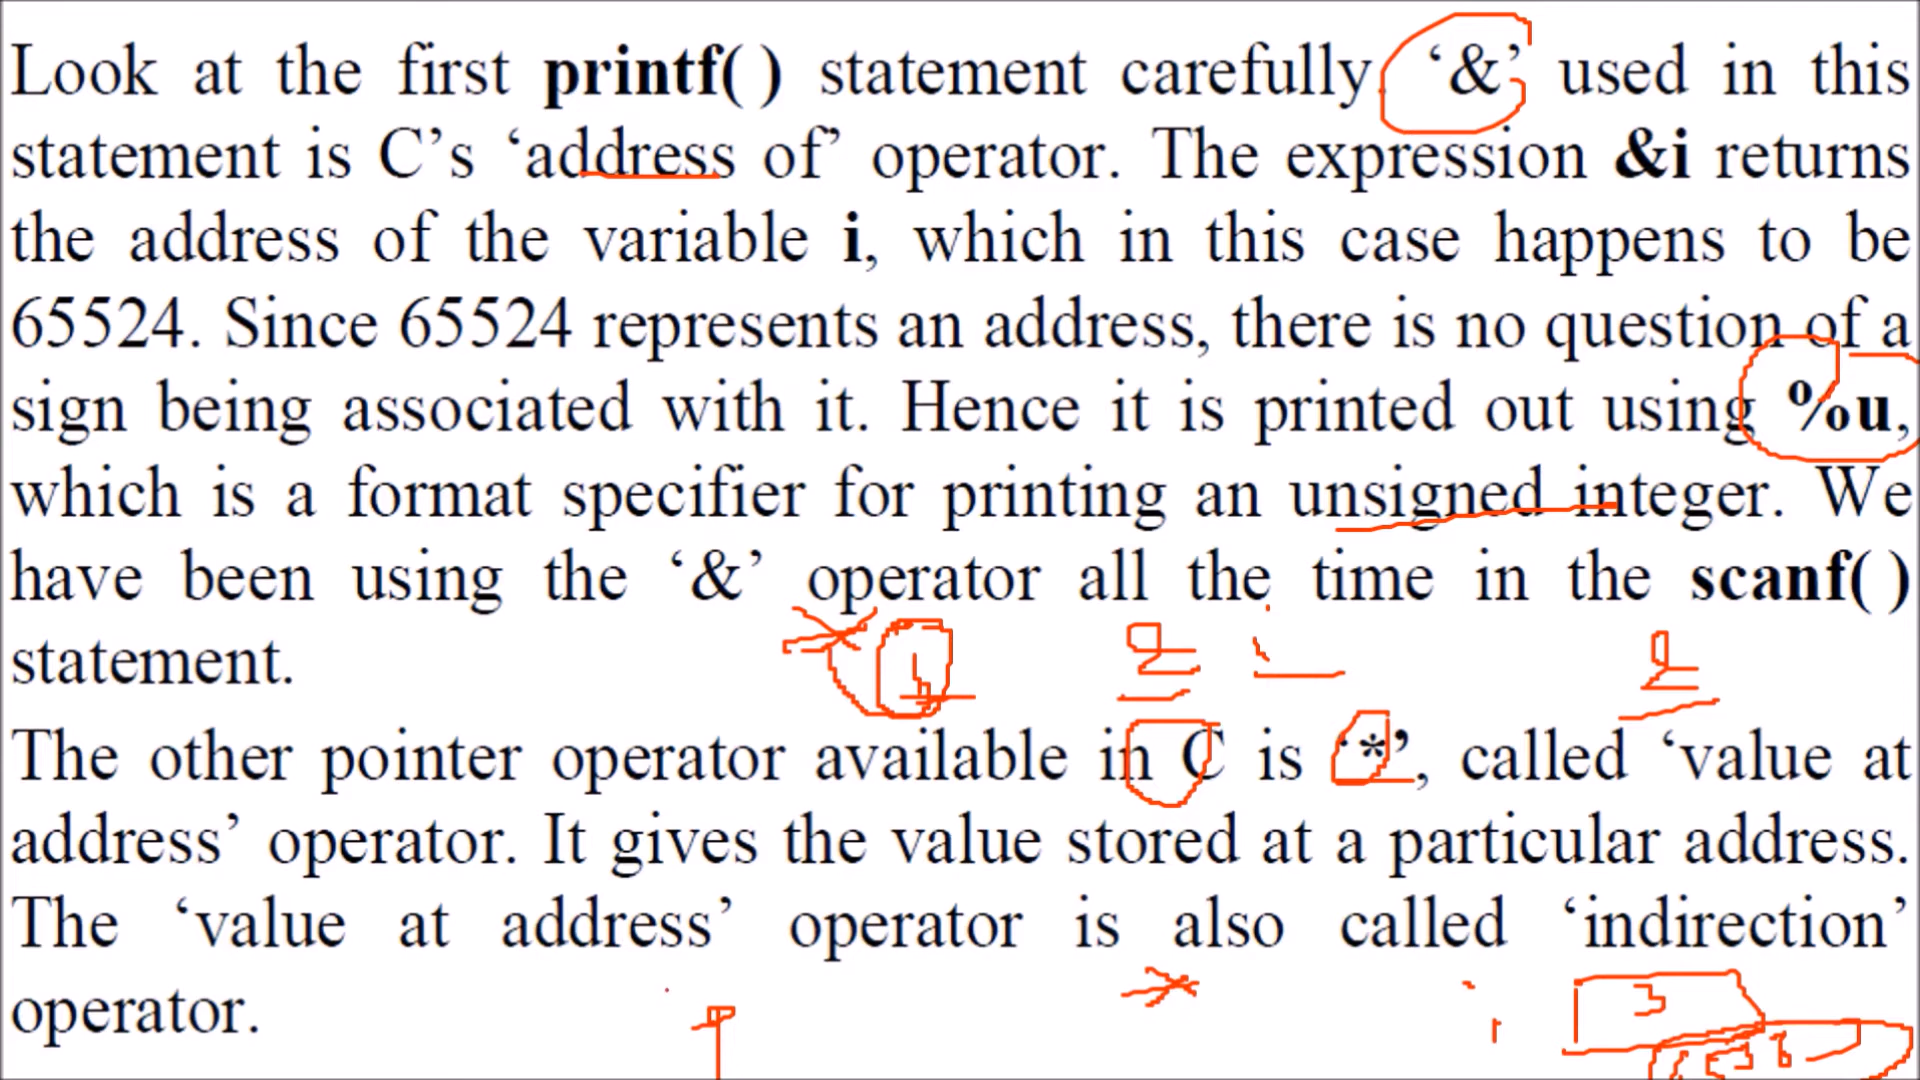 Look at the first printf( ) statement carefully. ‘&’ used in this
statement is C’s ‘address of’ operator. The expression &i returns
the address of the variable i, which in this case happens to be
65524. Since 65524 represents an address, there is no question of a
sign being associated with it. Hence it is printed out using %u,
which is a format specifier for printing an unsigned integer. We
have been using the ‘&’ operator all the time in the scanf( )
statement.
The other pointer operator available in C is ‘*’, called ‘value at
address’ operator. It gives the value stored at a particular address.
The ‘value at address’ operator is also called ‘indirection’
*
operator.
3